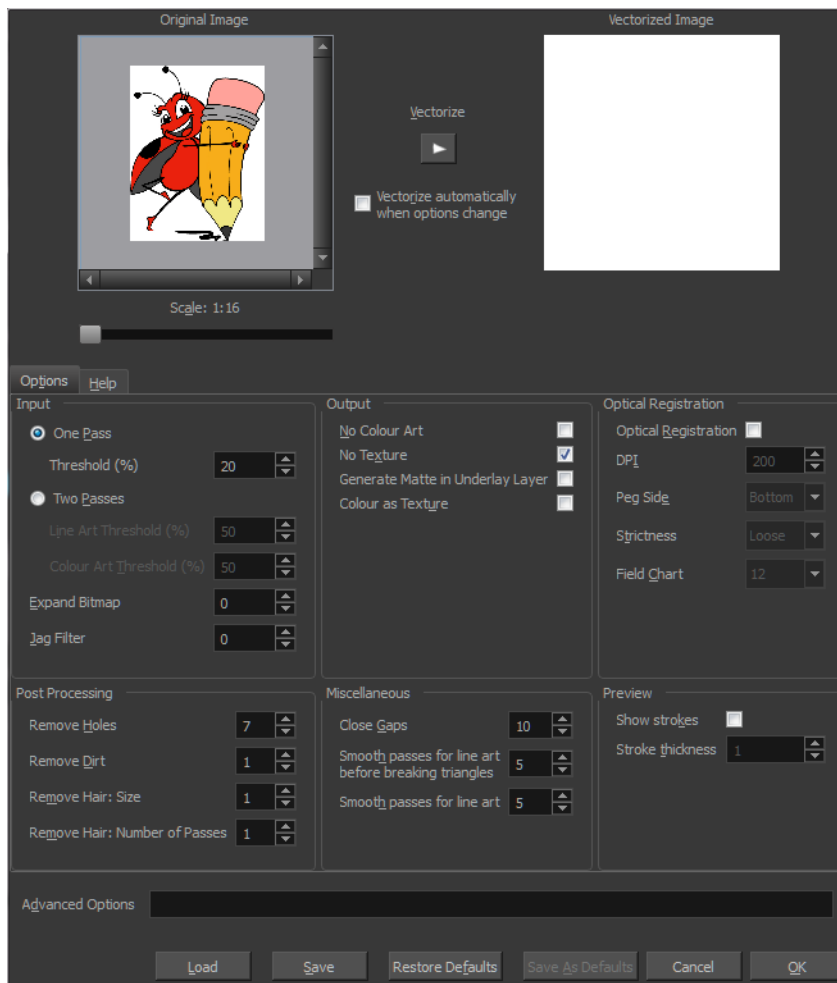 Original Image
Vectorized Image
Vectorize
Vectorize automatically
when options change
Scale: 1:16
Options Help
Input
One Pass
Threshold (%) 20
Two Passes
Line Art Threshold (%) 50
Colour Art Threshold (%) 50
Expand Bitmap 0
Jag Filter 0
Output
No Colour Art
No Texture
Generate Matte in Underlay Layer
Colour as Texture
Optical Registration
Optical Registration
DPI 200
Peg Side Bottom
Strictness Loose
Field Chart 12
Post Processing
Remove Holes 7
Remove Dirt 1
Remove Hair: Size 1
Remove Hair: Number of Passes 1
Miscellaneous
Close Gaps 10
Smooth passes for line art
before breaking triangles 5
Smooth passes for line art 5
Preview
Show strokes
Stroke thickness 1
Advanced Options
Load Save Restore Defaults Save As Defaults Cancel OK